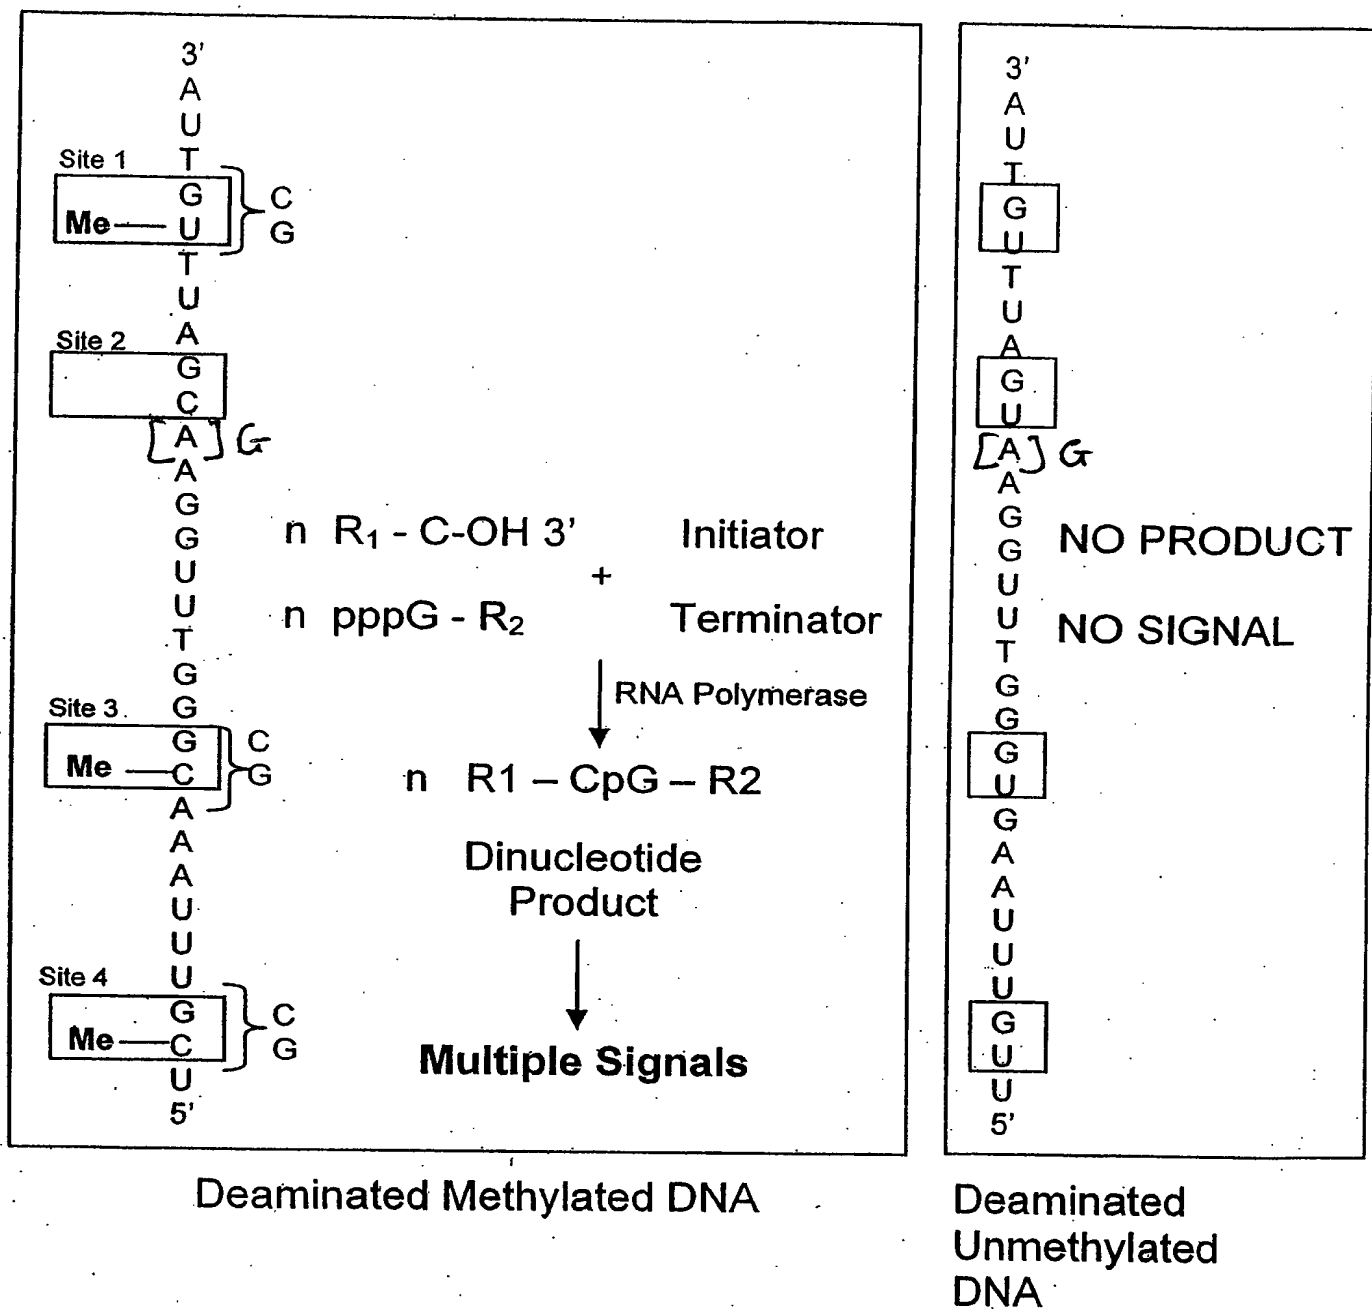 3'
A
U
T
Site 1
G
Me — U
C
G
T
U
A
Site 2
G
C
[A] G
A
G
G
U
U
T
G
G
Site 3
G
Me — C
C
G
A
A
A
U
U
U
Site 4
G
Me — C
C
G
U
5'
n R₁ - C-OH 3' Initiator
+
n pppG - R₂ Terminator
RNA Polymerase
n R1 – CpG – R2
Dinucleotide
Product
Multiple Signals
Deaminated Methylated DNA
3'
A
U
T
G
U
T
U
A
G
U
[A] G
A
G
G
U
U
T
G
G
G
U
G
A
A
U
U
U
G
U
U
5'
NO PRODUCT
NO SIGNAL
Deaminated
Unmethylated
DNA